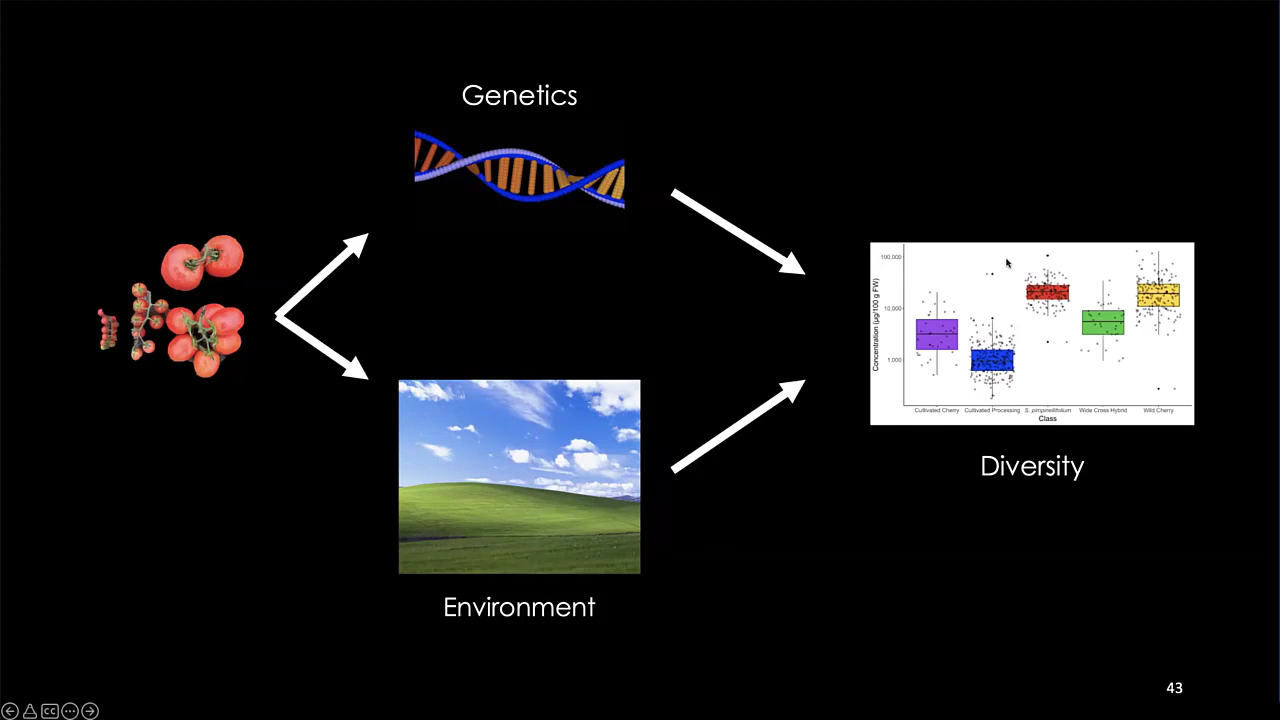 Genetics
100,000
10,000
1,000
Concentration (µg/100 g FW)
Cultivated Cherry
Cultivated Processing
S. pimpinellifolium
Wide Cross Hybrid
Wild Cherry
Class
Diversity
Environment
43
CC